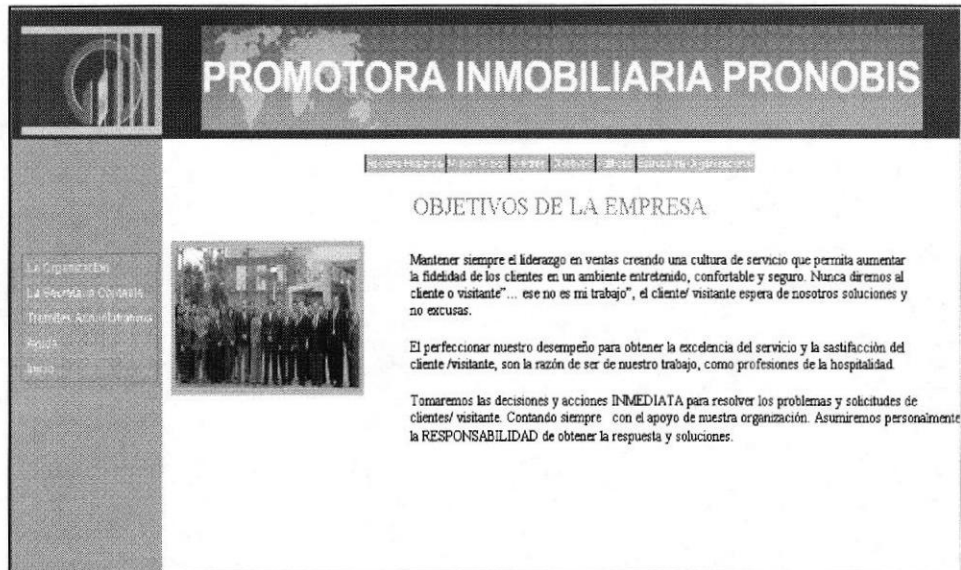 PROMOTORA INMOBILIARIA PRONOBIS
OBJETIVOS DE LA EMPRESA
La Organización
Trámites Administrativos
Inicio
Mantener siempre el liderazgo en ventas creando una cultura de servicio que permita aumentar
la fidelidad de los clientes en un ambiente entretenido, confortable y seguro. Nunca diremos al
cliente o visitante"... ese no es mi trabajo", el cliente/ visitante espera de nosotros soluciones y
no excusas.
El perfeccionar nuestro desempeño para obtener la excelencia del servicio y la sastifacción del
cliente /visitante, son la razón de ser de nuestro trabajo, como profesiones de la hospitalidad
Tomaremos las decisiones y acciones INMEDIATA para resolver los problemas y solicitudes de
clientes/ visitante. Contando siempre con el apoyo de nuestra organización. Asumiremos personalmente
la RESPONSABILIDAD de obtener la respuesta y soluciones.